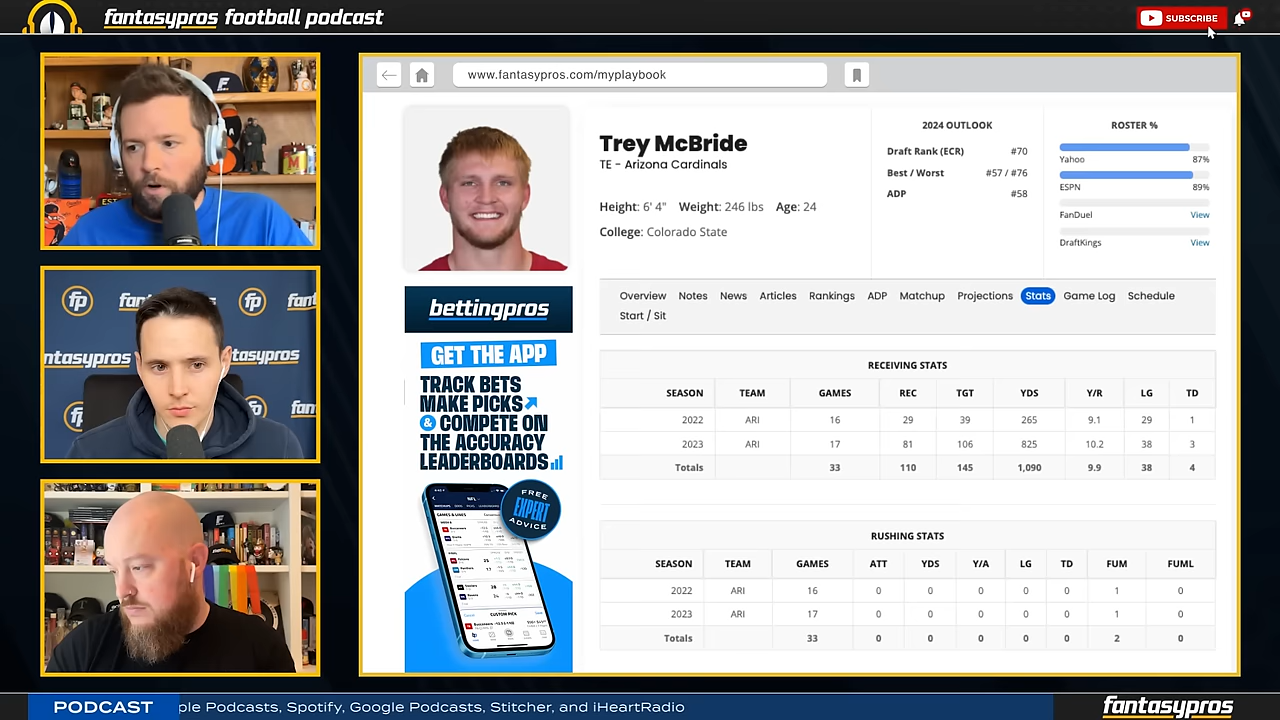 fantasypros football podcast
SUBSCRIBE
www.fantasypros.com/myplaybook
Trey McBride
TE - Arizona Cardinals
Height: 6' 4" Weight: 246 lbs Age: 24
College: Colorado State
2024 OUTLOOK
Draft Rank (ECR) #70
Best / Worst #57 / #76
ADP #58
ROSTER %
Yahoo 87%
ESPN 89%
FanDuel View
DraftKings View
Overview Notes News Articles Rankings ADP Matchup Projections Stats Game Log Schedule
Start / Sit
RECEIVING STATS
SEASON TEAM GAMES REC TGT YDS Y/R LG TD
2022 ARI 16 29 39 265 9.1 29 1
2023 ARI 17 81 106 825 10.2 38 3
Totals 33 110 145 1,090 9.9 38 4
RUSHING STATS
SEASON TEAM GAMES ATT YDS Y/A LG TD FUM FUML
2022 ARI 16 0 0 0 0 0 1 0
2023 ARI 17 0 0 0 0 0 1 0
Totals 33 0 0 0 0 0 2 0
bettingpros
GET THE APP
TRACK BETS
MAKE PICKS
& COMPETE ON
THE ACCURACY
LEADERBOARDS
FREE
EXPERT
ADVICE
fp
fp
fantasypros
fantasypros
PODCAST
ple Podcasts, Spotify, Google Podcasts, Stitcher, and iHeartRadio
fantasypros